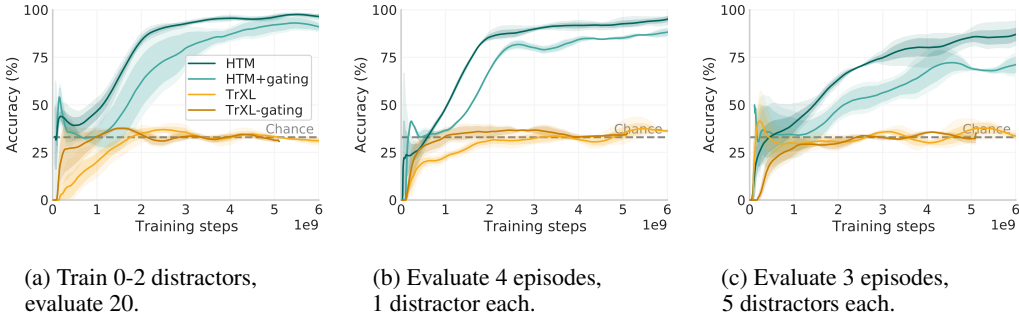 100
75
50
25
0
Accuracy (%)
HTM
HTM+gating
TrXL
TrXL-gating
Chance
0 1 2 3 4 5 6
Training steps 1e9
100
75
50
25
0
Accuracy (%)
Chance
0 1 2 3 4 5 6
Training steps 1e9
100
75
50
25
0
Accuracy (%)
Chance
0 1 2 3 4 5 6
Training steps 1e9
(a) Train 0-2 distractors,
evaluate 20.
(b) Evaluate 4 episodes,
1 distractor each.
(c) Evaluate 3 episodes,
5 distractors each.